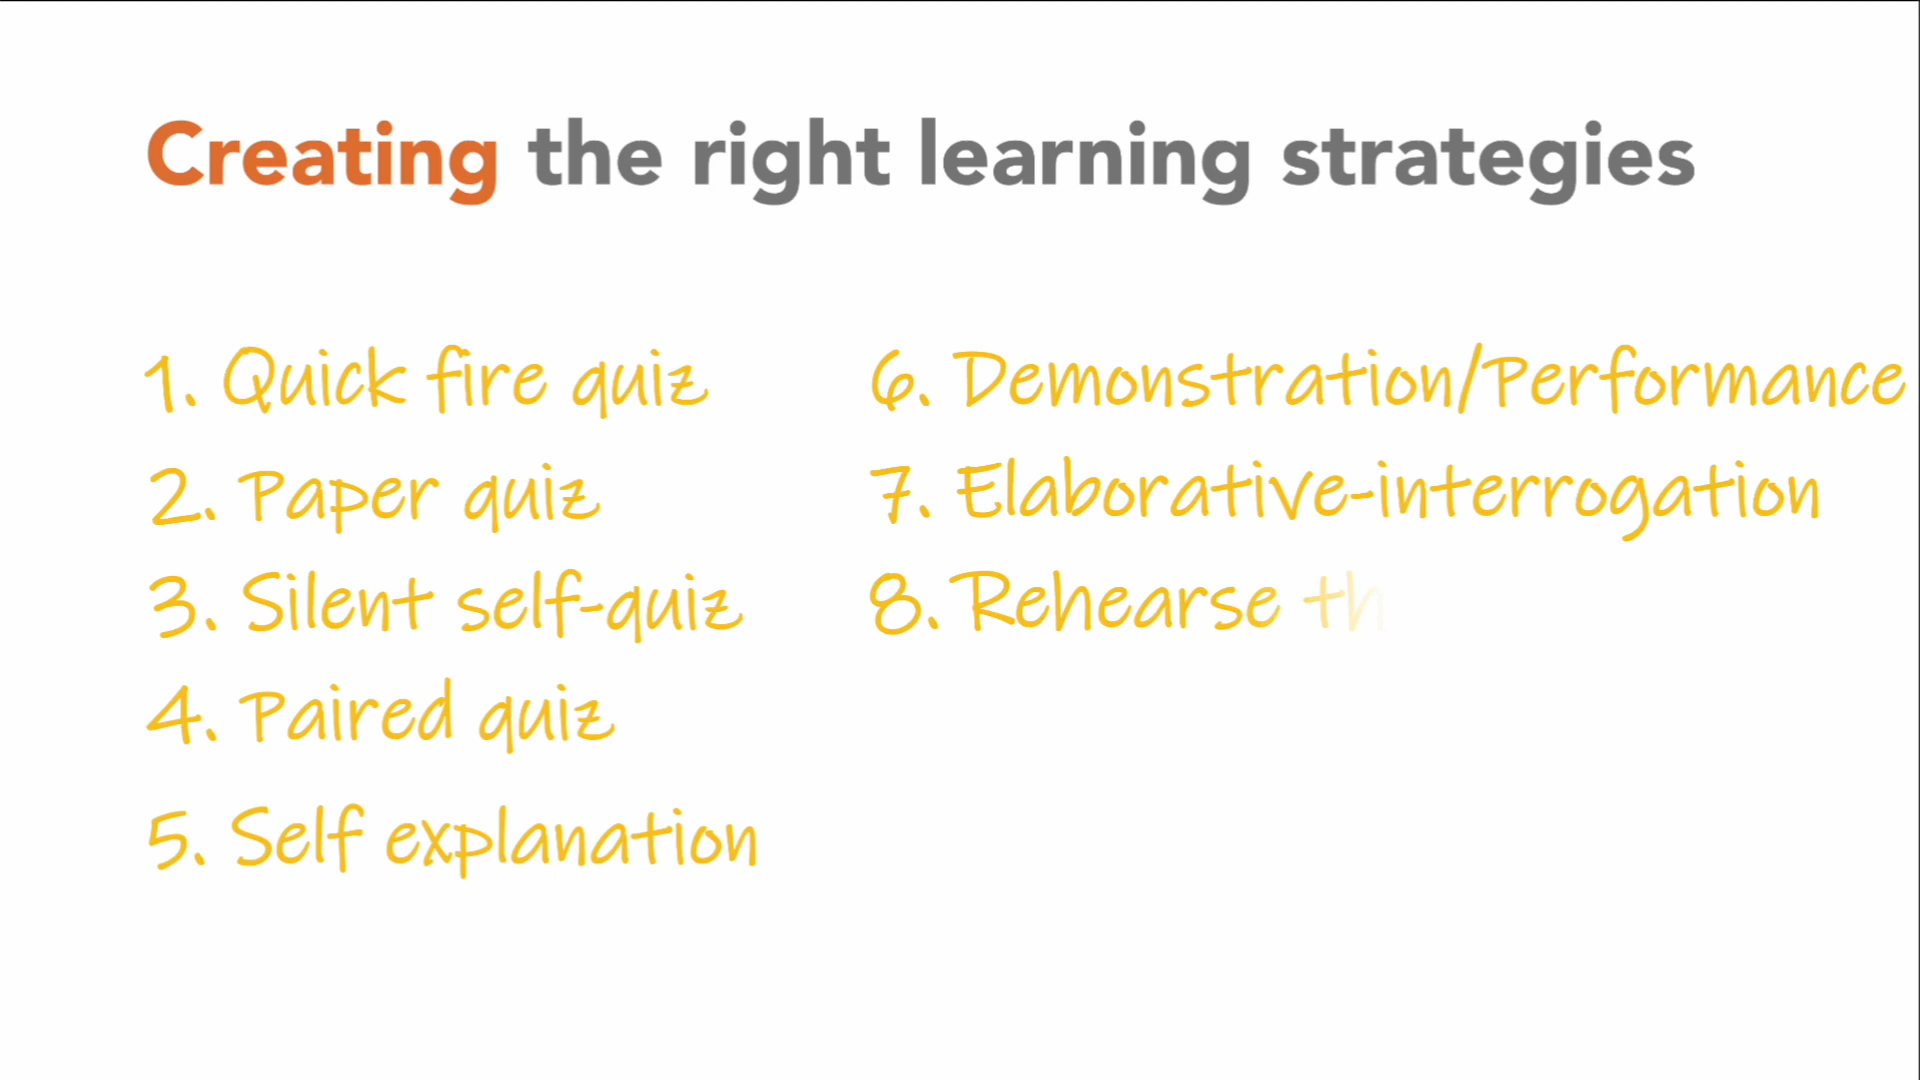 Creating the right learning strategies
1. Quick fire quiz
2. Paper quiz
3. Silent self-quiz
4. Paired quiz
5. Self explanation
6. Demonstration/Performance
7. Elaborative-interrogation
8. Rehearse th